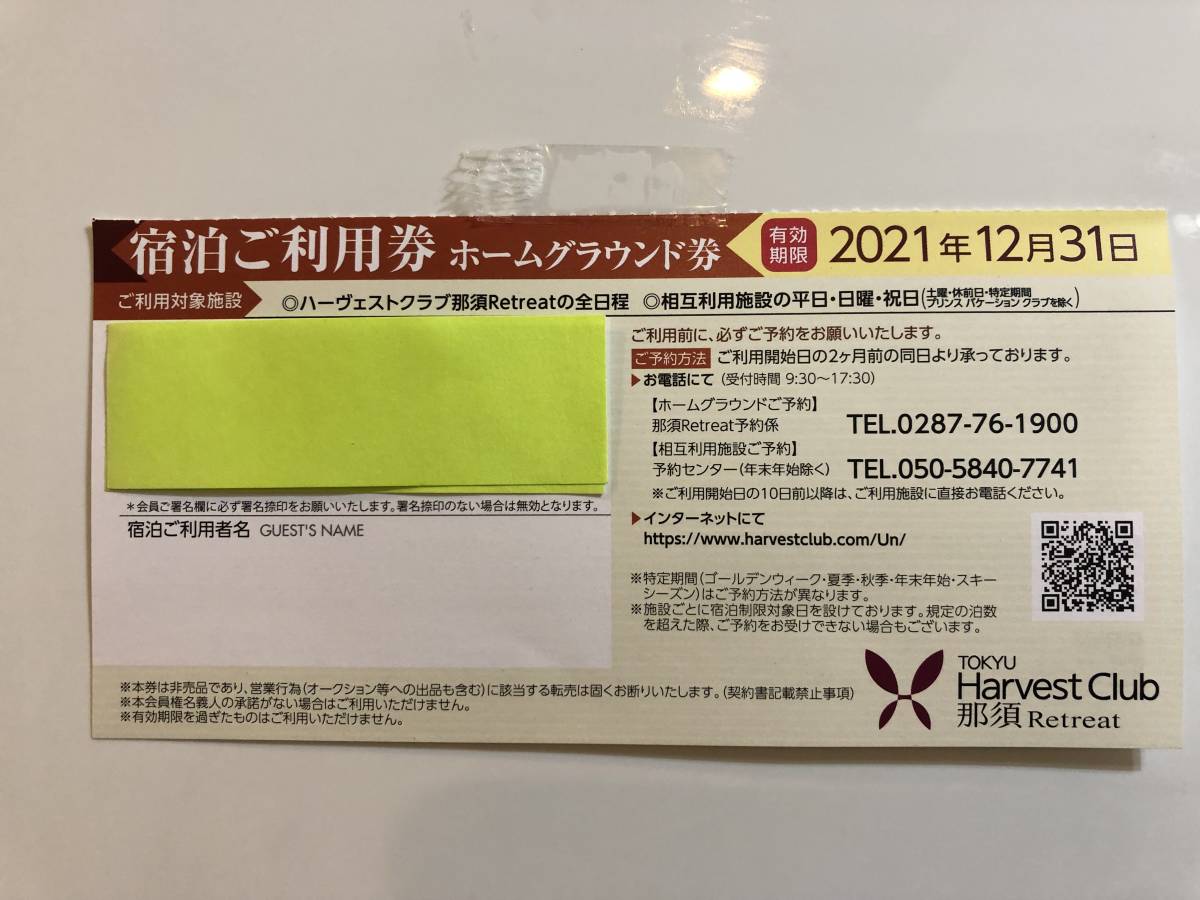 宿泊ご利用券 ホームグラウンド券 有効期限 2021年12月31日
ご利用対象施設 ◎ハーヴェストクラブ那須Retreatの全日程 ◎相互利用施設の平日・日曜・祝日(土曜・休前日・特定期間 プリンス バケーション クラブを除く)
*会員ご署名欄に必ず署名捺印をお願いいたします。署名捺印のない場合は無効となります。
宿泊ご利用者名 GUEST'S NAME
ご利用前に、必ずご予約をお願いいたします。
ご予約方法 ご利用開始日の2ヶ月前の同日より承っております。
▶お電話にて (受付時間 9:30～17:30)
【ホームグラウンドご予約】
那須Retreat予約係 TEL.0287-76-1900
【相互利用施設ご予約】
予約センター(年末年始除く) TEL.050-5840-7741
※ご利用開始日の10日前以降は、ご利用施設に直接お電話ください。
▶インターネットにて
https://www.harvestclub.com/Un/
※特定期間(ゴールデンウィーク・夏季・秋季・年末年始・スキー
シーズン)はご予約方法が異なります。
※施設ごとに宿泊制限対象日を設けております。規定の泊数
を超えた際、ご予約をお受けできない場合もございます。
※本券は非売品であり、営業行為(オークション等への出品も含む)に該当する転売は固くお断りいたします。(契約書記載禁止事項)
※本会員権名義人の承諾がない場合はご利用いただけません。
※有効期限を過ぎたものはご利用いただけません。
TOKYU
Harvest Club
那須 Retreat